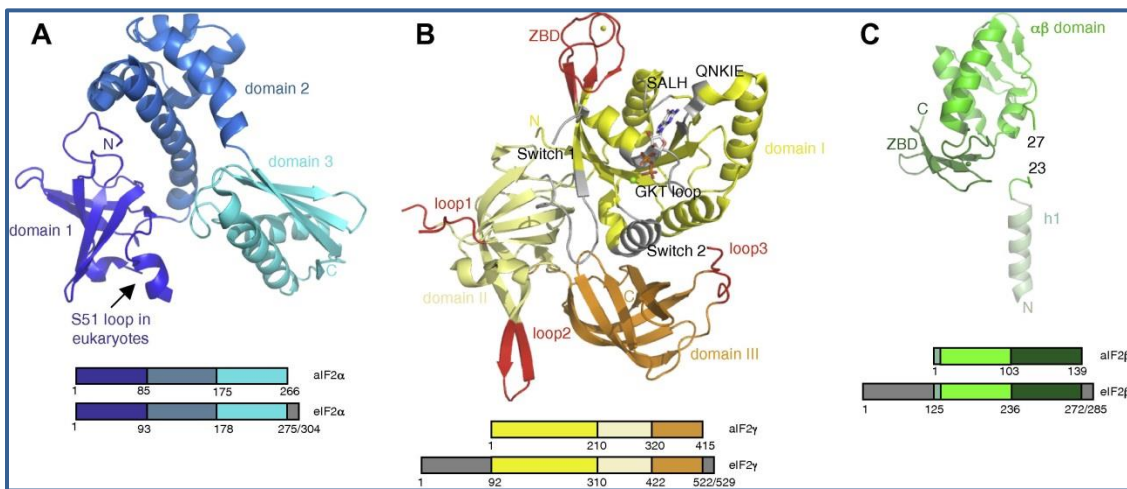 A
domain 2
N
domain 3
domain 1
C
S51 loop in
eukaryotes
aIF2α
1 85 175 266
eIF2α
1 93 178 275/304
B
ZBD
SALH
QNKIE
N
Switch 1
domain I
GKT loop
loop1
Switch 2
loop3
domain II
C
loop2
domain III
aIF2γ
1 210 320 415
eIF2γ
1 92 310 422 522/529
C
αβ domain
C
ZBD
27
23
h1
N
aIF2β
1 103 139
eIF2β
1 125 236 272/285